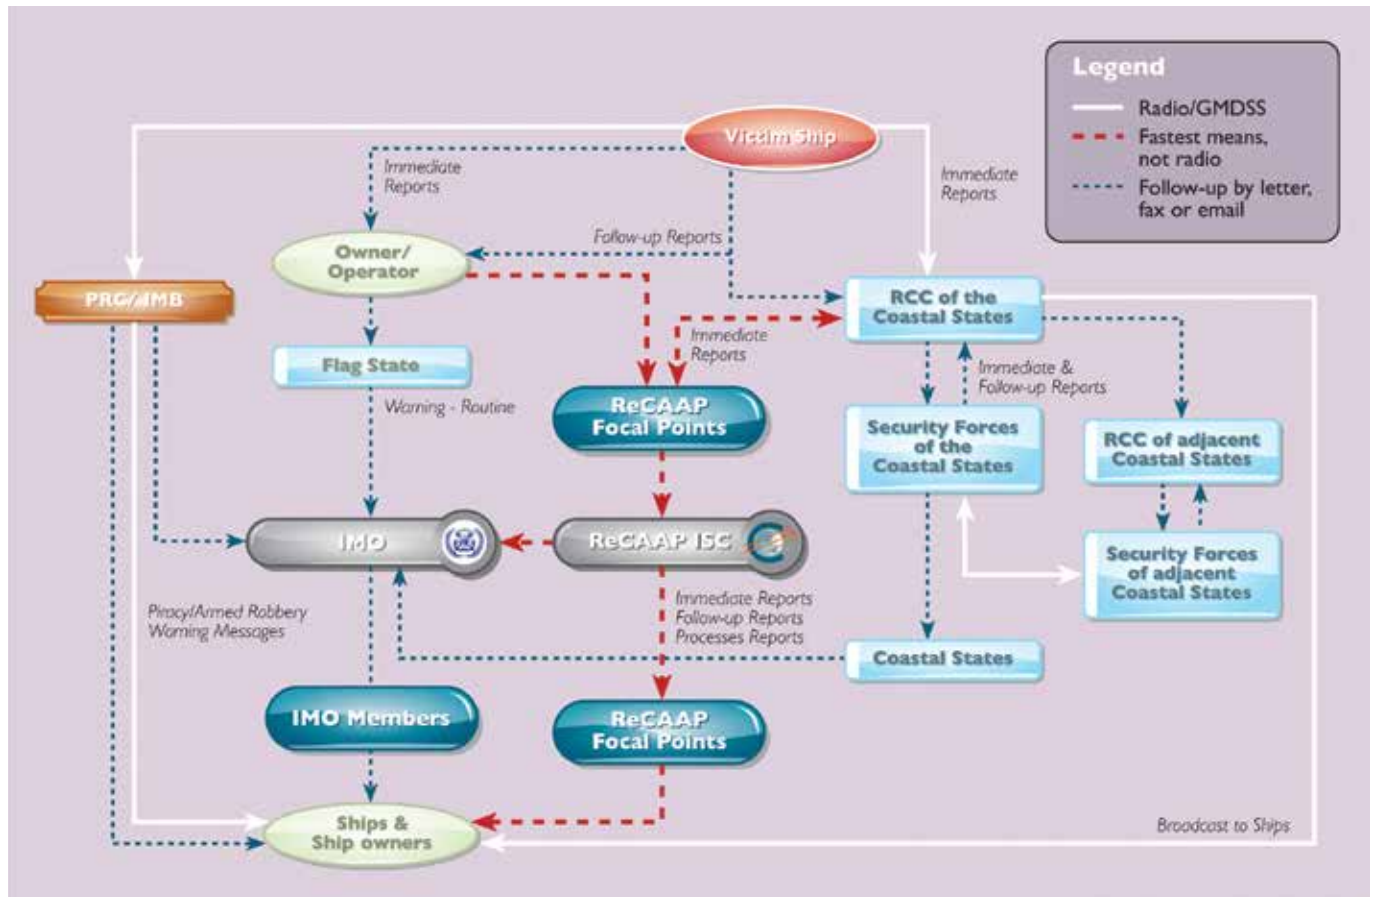 Legend
Radio/GMDSS
Fastest means,
not radio
Follow-up by letter,
fax or email
Victim Ship
Immediate
Reports
Immediate
Reports
Follow-up Reports
Owner/
Operator
PRC/IMB
RCC of the
Coastal States
Immediate
Reports
Flag State
Immediate &
Follow-up Reports
Warning - Routine
ReCAAP
Focal Points
Security Forces
of the
Coastal States
RCC of adjacent
Coastal States
IMO
ReCAAP ISC
Security Forces
of adjacent
Coastal States
Piracy/Armed Robbery
Warning Messages
Immediate Reports
Follow-up Reports
Processes Reports
Coastal States
IMO Members
ReCAAP
Focal Points
Ships &
Ship owners
Broadcast to Ships